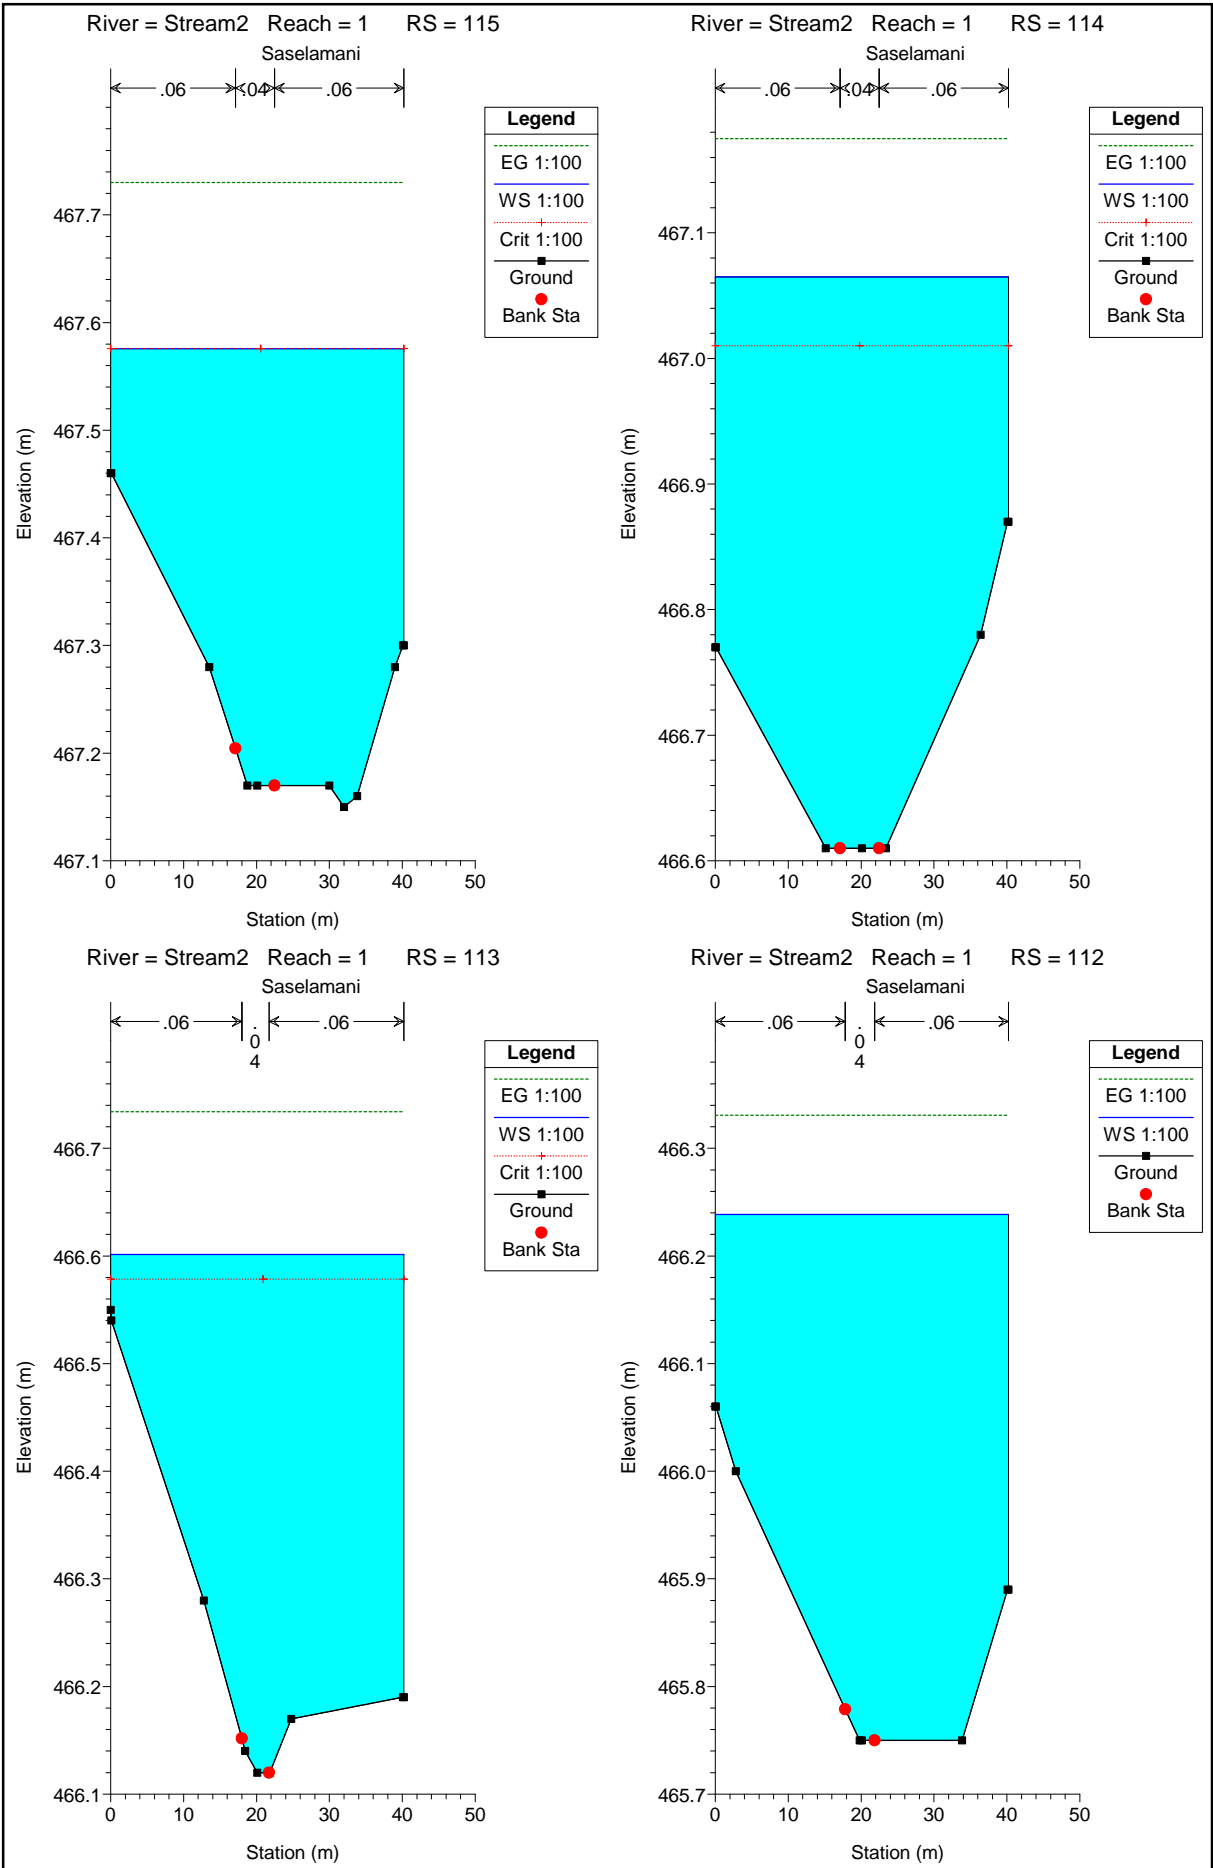 River = Stream2 Reach = 1 RS = 115
Saselamani
.06 .04 .06
Legend
EG 1:100
WS 1:100
Crit 1:100
Ground
Bank Sta
467.7
467.6
467.5
467.4
467.3
467.2
467.1
Elevation (m)
0 10 20 30 40 50
Station (m)
River = Stream2 Reach = 1 RS = 114
Saselamani
.06 .04 .06
Legend
EG 1:100
WS 1:100
Crit 1:100
Ground
Bank Sta
467.1
467.0
466.9
466.8
466.7
466.6
Elevation (m)
0 10 20 30 40 50
Station (m)
River = Stream2 Reach = 1 RS = 113
Saselamani
.06 .04 .06
Legend
EG 1:100
WS 1:100
Crit 1:100
Ground
Bank Sta
466.7
466.6
466.5
466.4
466.3
466.2
466.1
Elevation (m)
0 10 20 30 40 50
Station (m)
River = Stream2 Reach = 1 RS = 112
Saselamani
.06 .04 .06
Legend
EG 1:100
WS 1:100
Ground
Bank Sta
466.3
466.2
466.1
466.0
465.9
465.8
465.7
Elevation (m)
0 10 20 30 40 50
Station (m)